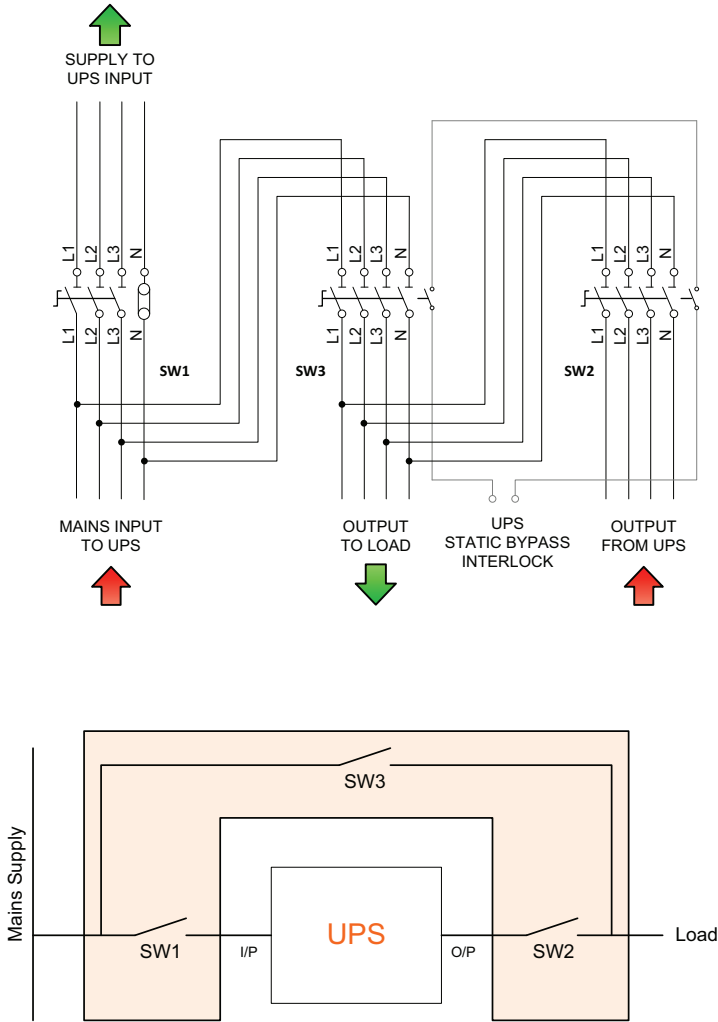 SUPPLY TO
UPS INPUT
L1 L2 L3 N
L1 L2 L3 N
L1 L2 L3 N
L1 L2 L3 N
L1 L2 L3 N
L1 L2 L3 N
SW1
SW3
SW2
MAINS INPUT
TO UPS
OUTPUT
TO LOAD
UPS
STATIC BYPASS
INTERLOCK
OUTPUT
FROM UPS
SW3
Mains Supply
UPS
SW1
I/P
O/P
SW2
Load